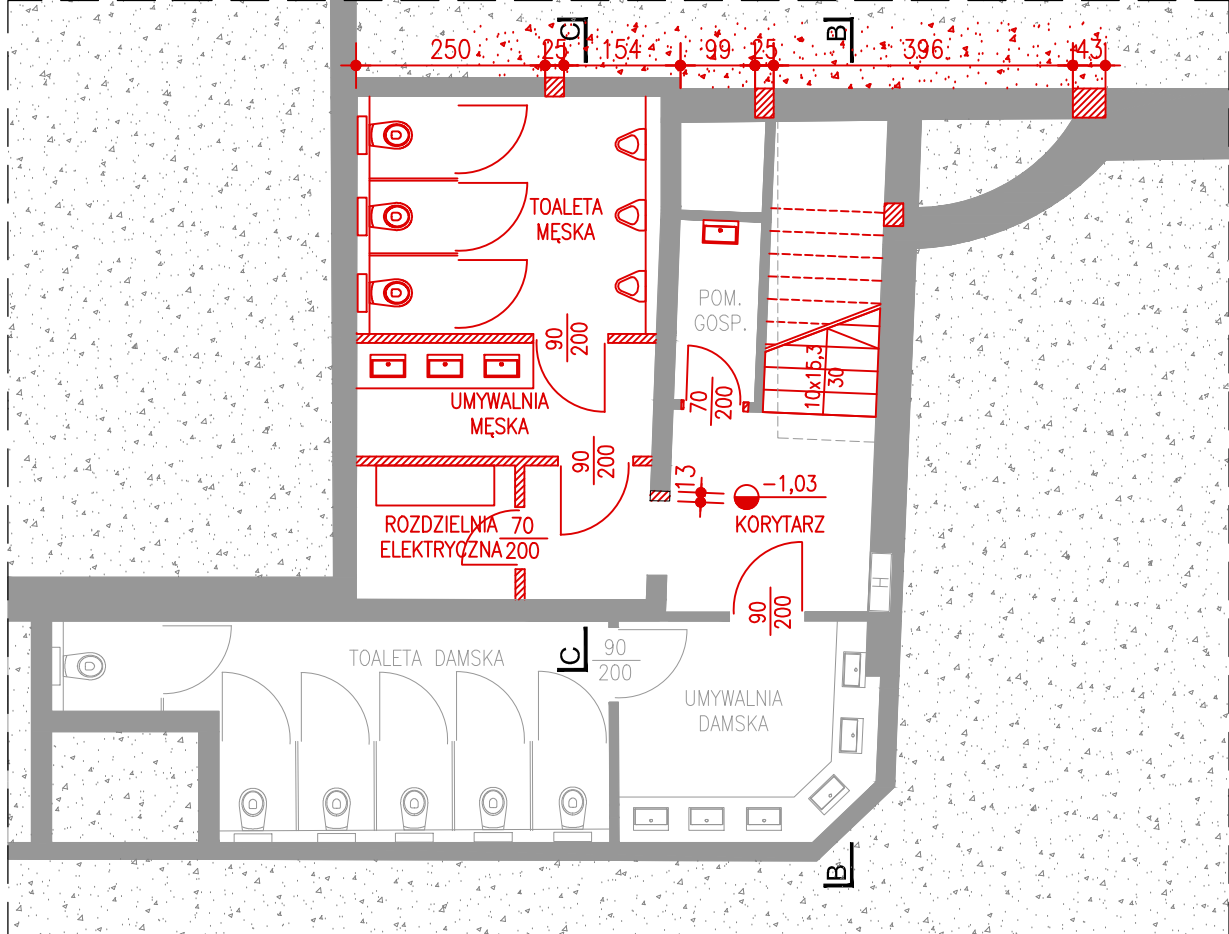 C
B
250 25 154 99 25 396 43
TOALETA
MĘSKA
POM.
GOSP.
90
200
10x15,3
30
UMYWALNIA
MĘSKA
70
200
90
200
13
-1,03
KORYTARZ
ROZDZIELNIA
ELEKTRYCZNA
70
200
H
90
200
C
90
200
TOALETA DAMSKA
UMYWALNIA
DAMSKA
B